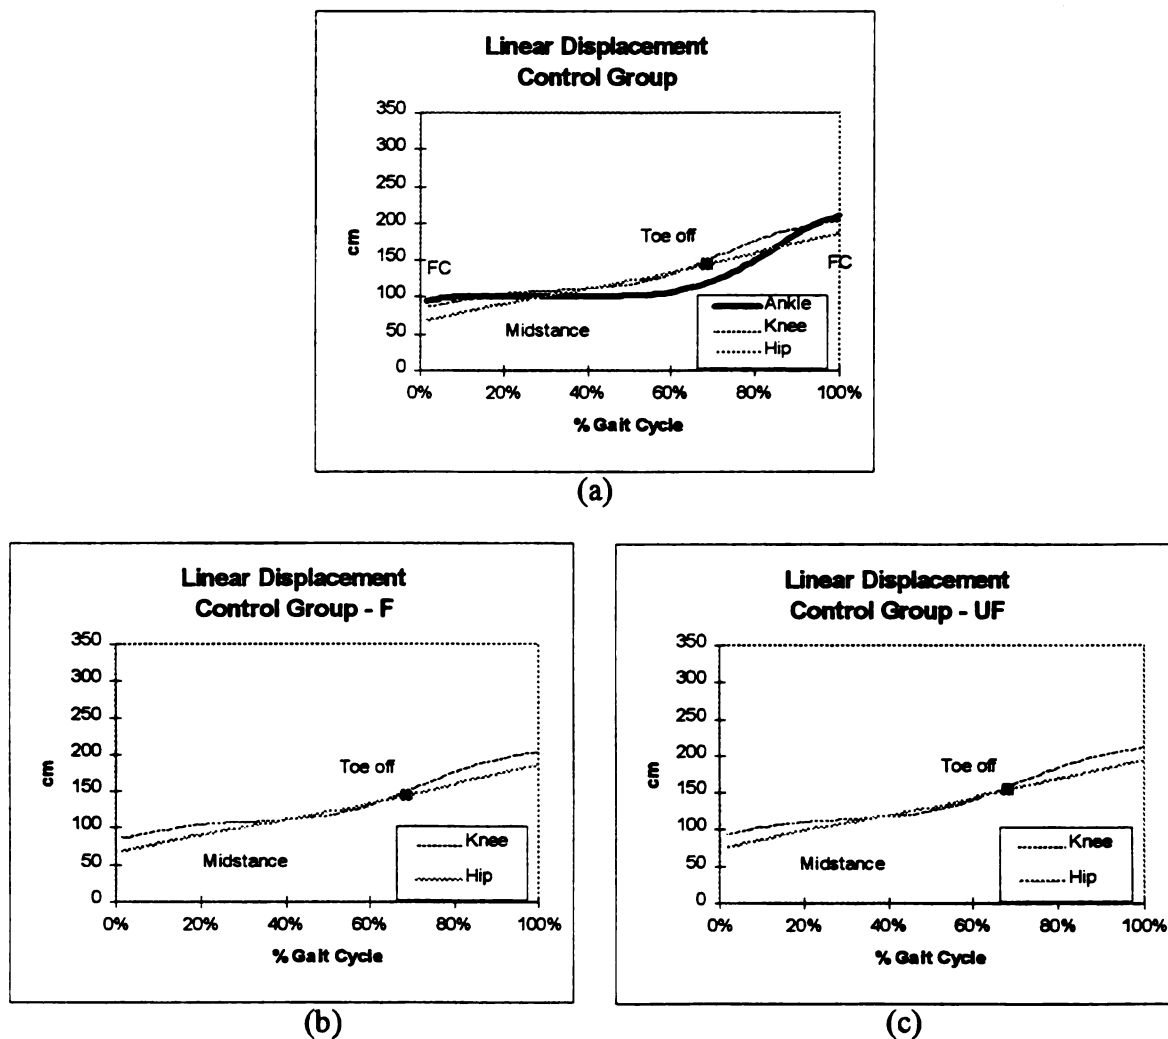 Linear Displacement
Control Group
350
300
250
200
150
100
50
0
cm
FC
Toe off
FC
Midstance
Ankle
Knee
Hip
0% 20% 40% 60% 80% 100%
% Gait Cycle
(a)
Linear Displacement
Control Group - F
350
300
250
200
150
100
50
0
cm
Toe off
Midstance
Knee
Hip
0% 20% 40% 60% 80% 100%
% Gait Cycle
(b)
Linear Displacement
Control Group - UF
350
300
250
200
150
100
50
0
cm
Toe off
Midstance
Knee
Hip
0% 20% 40% 60% 80% 100%
% Gait Cycle
(c)